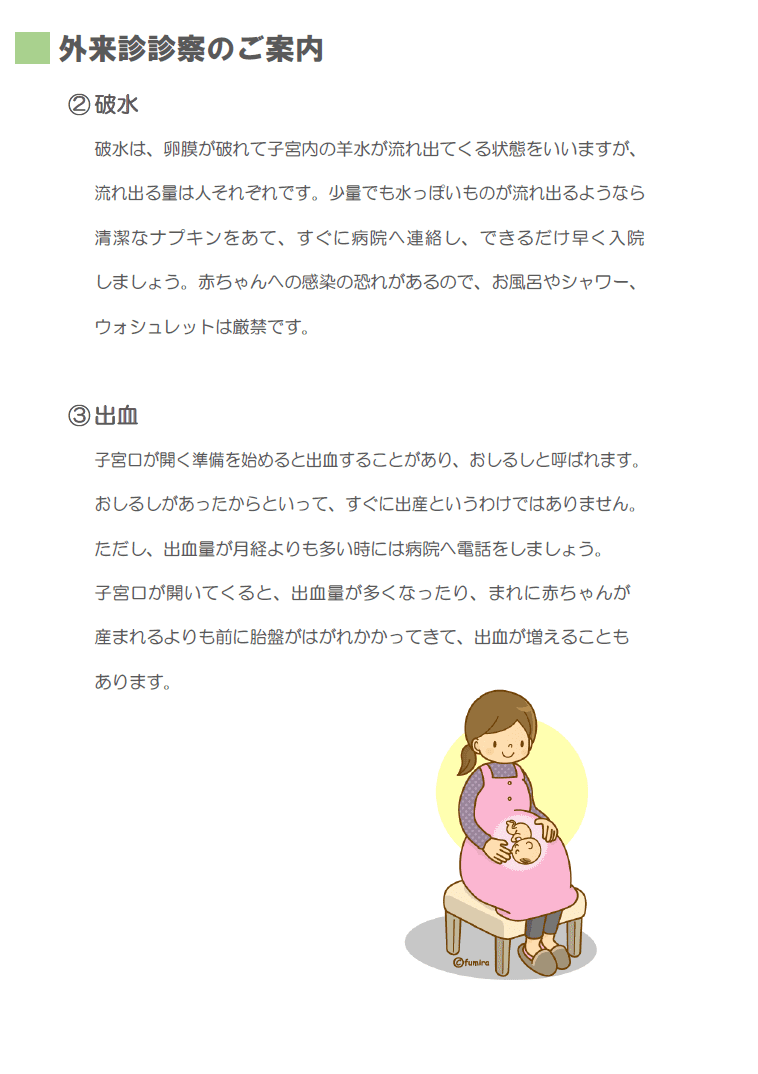 外来診診察のご案内
②破水
破水は、卵膜が破れて子宮内の羊水が流れ出てくる状態をいいますが、
流れ出る量は人それぞれです。少量でも水っぽいものが流れ出るようなら
清潔なナプキンをあて、すぐに病院へ連絡し、できるだけ早く入院
しましょう。赤ちゃんへの感染の恐れがあるので、お風呂やシャワー、
ウォシュレットは厳禁です。
③出血
子宮口が開く準備を始めると出血することがあり、おしるしと呼ばれます。
おしるしがあったからといって、すぐに出産というわけではありません。
ただし、出血量が月経よりも多い時には病院へ電話をしましょう。
子宮口が開いてくると、出血量が多くなったり、まれに赤ちゃんが
産まれるよりも前に胎盤がはがれかかってきて、出血が増えることも
あります。
©fumira